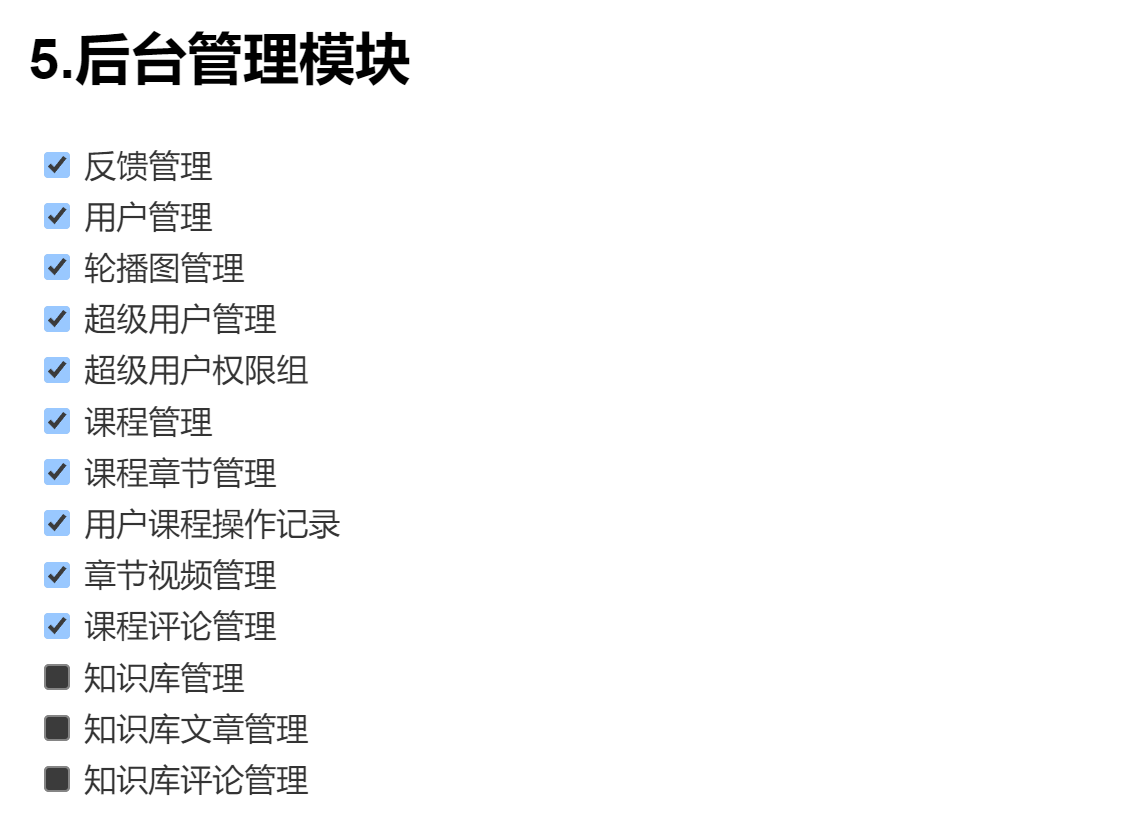 5.后台管理模块
反馈管理
用户管理
轮播图管理
超级用户管理
超级用户权限组
课程管理
课程章节管理
用户课程操作记录
章节视频管理
课程评论管理
知识库管理
知识库文章管理
知识库评论管理